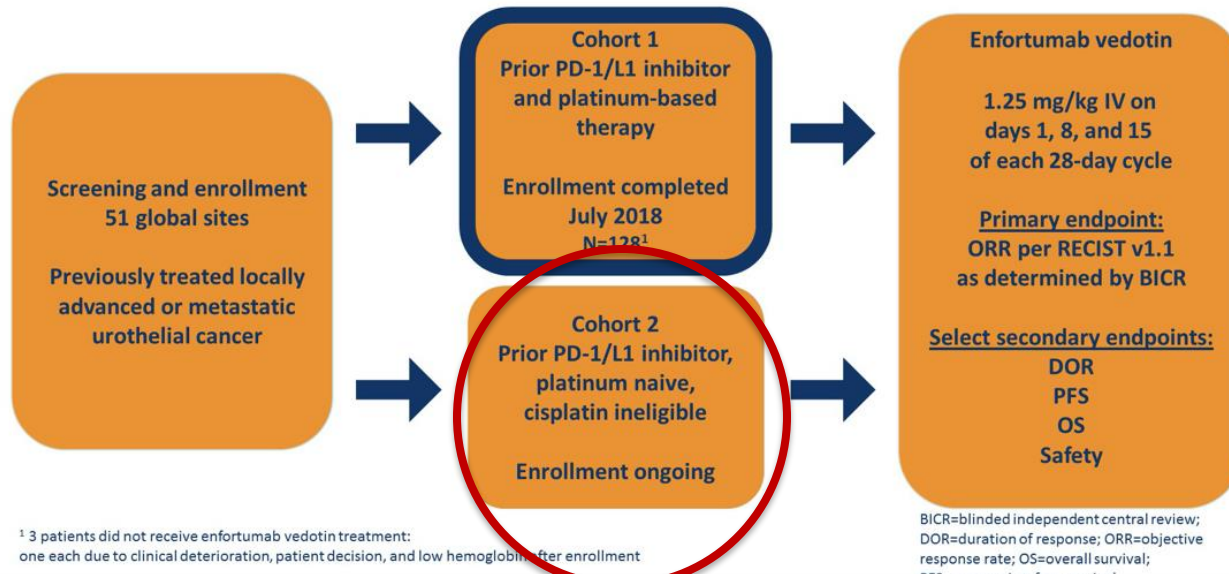 Screening and enrollment
51 global sites
Previously treated locally
advanced or metastatic
urothelial cancer
Cohort 1
Prior PD-1/L1 inhibitor
and platinum-based
therapy
Enrollment completed
July 2018
N=128¹
Cohort 2
Prior PD-1/L1 inhibitor,
platinum naive,
cisplatin ineligible
Enrollment ongoing
Enfortumab vedotin
1.25 mg/kg IV on
days 1, 8, and 15
of each 28-day cycle
Primary endpoint:
ORR per RECIST v1.1
as determined by BICR
Select secondary endpoints:
DOR
PFS
OS
Safety
¹ 3 patients did not receive enfortumab vedotin treatment:
one each due to clinical deterioration, patient decision, and low hemoglobin after enrollment
BICR=blinded independent central review;
DOR=duration of response; ORR=objective
response rate; OS=overall survival;